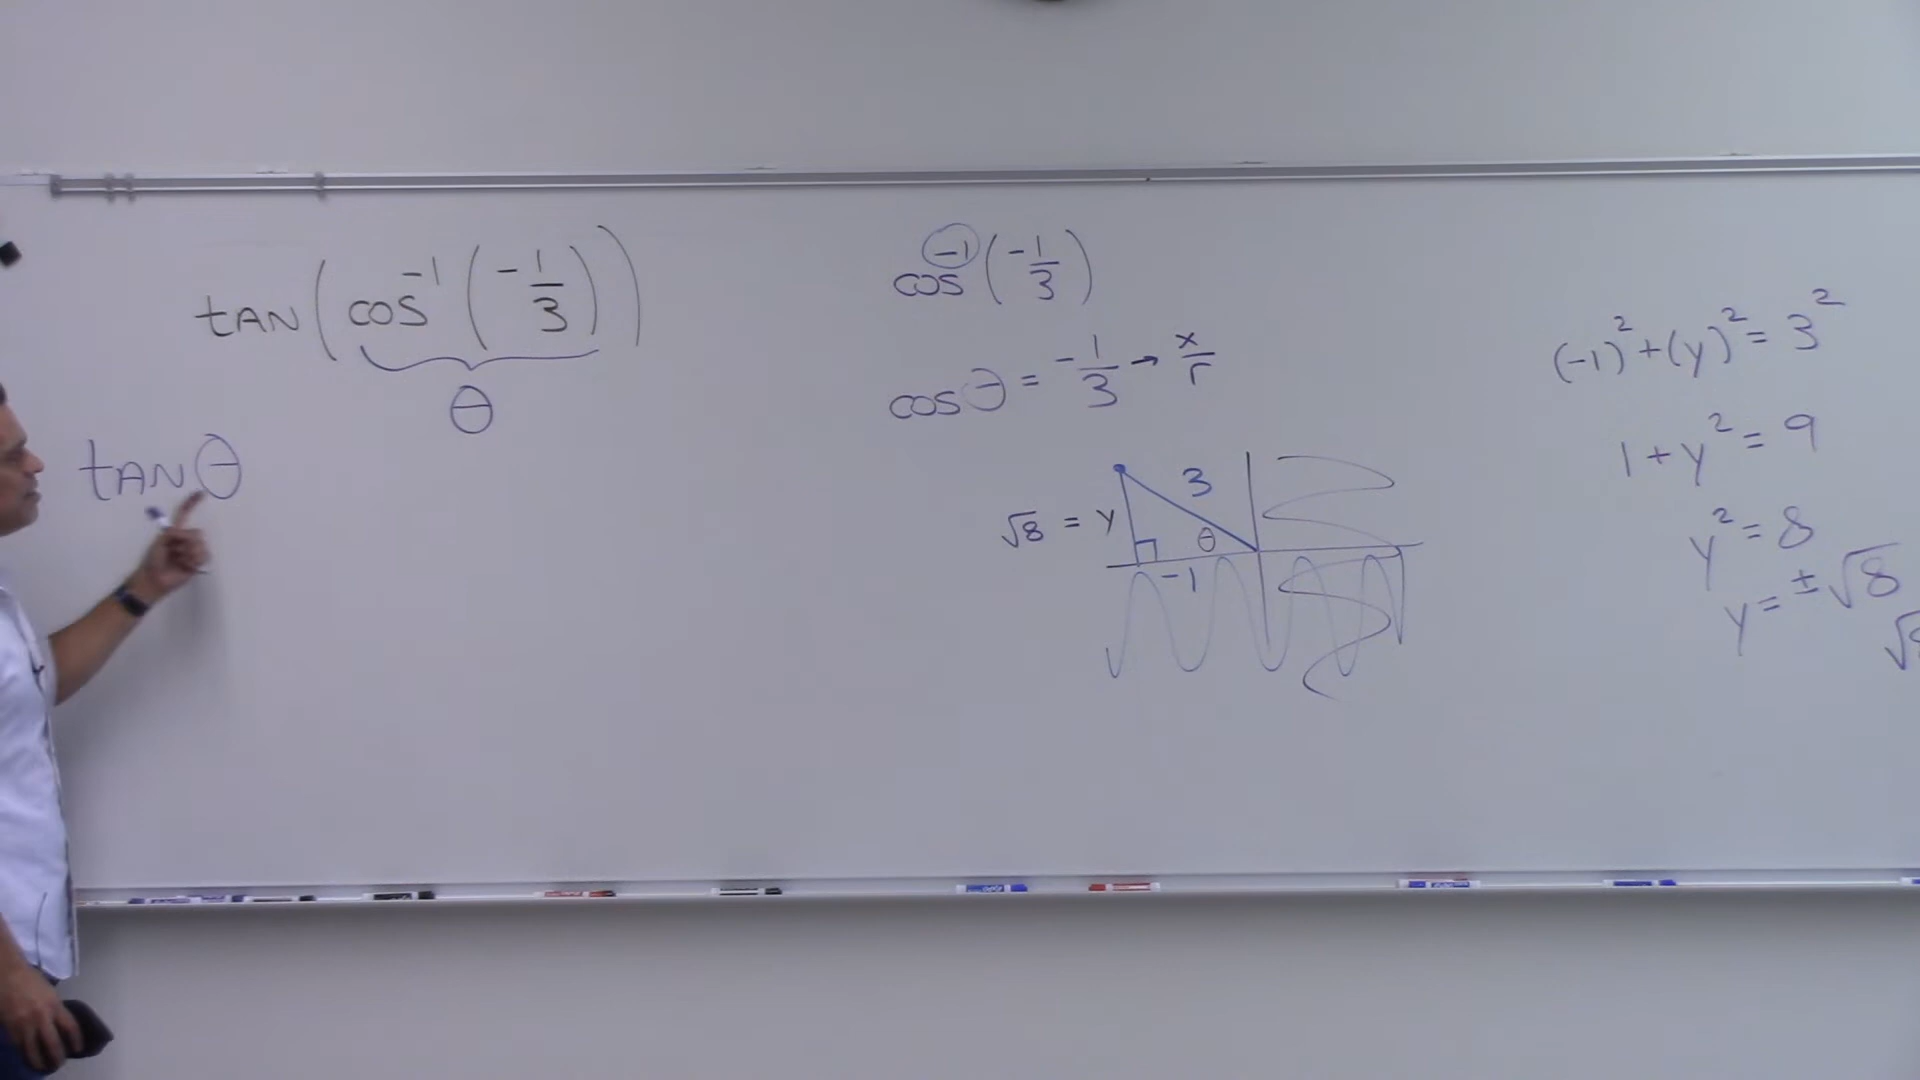 tAN(cos⁻¹(-1/3))
θ
tAN θ
cos⁻¹(-1/3)
cos θ = -1/3 → x/r
3
√8 = y
θ
-1
(-1)² + (y)² = 3²
1 + y² = 9
y² = 8
y = ± √8